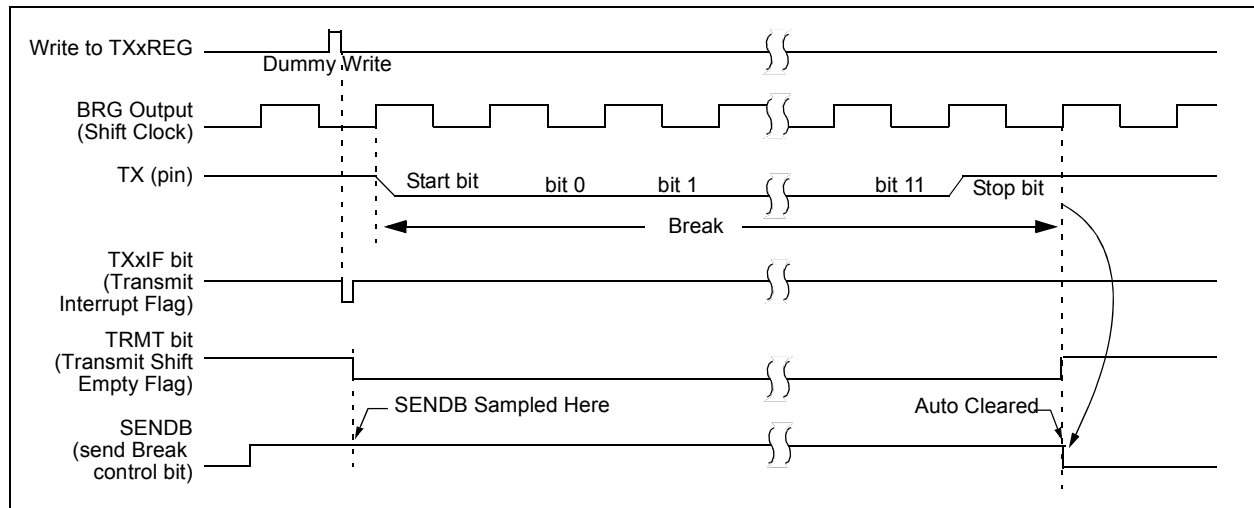 Write to TXxREG
Dummy Write
BRG Output
(Shift Clock)
TX (pin)
Start bit
bit 0
bit 1
bit 11
Stop bit
Break
TXxIF bit
(Transmit
Interrupt Flag)
TRMT bit
(Transmit Shift
Empty Flag)
SENDB Sampled Here
Auto Cleared
SENDB
(send Break
control bit)